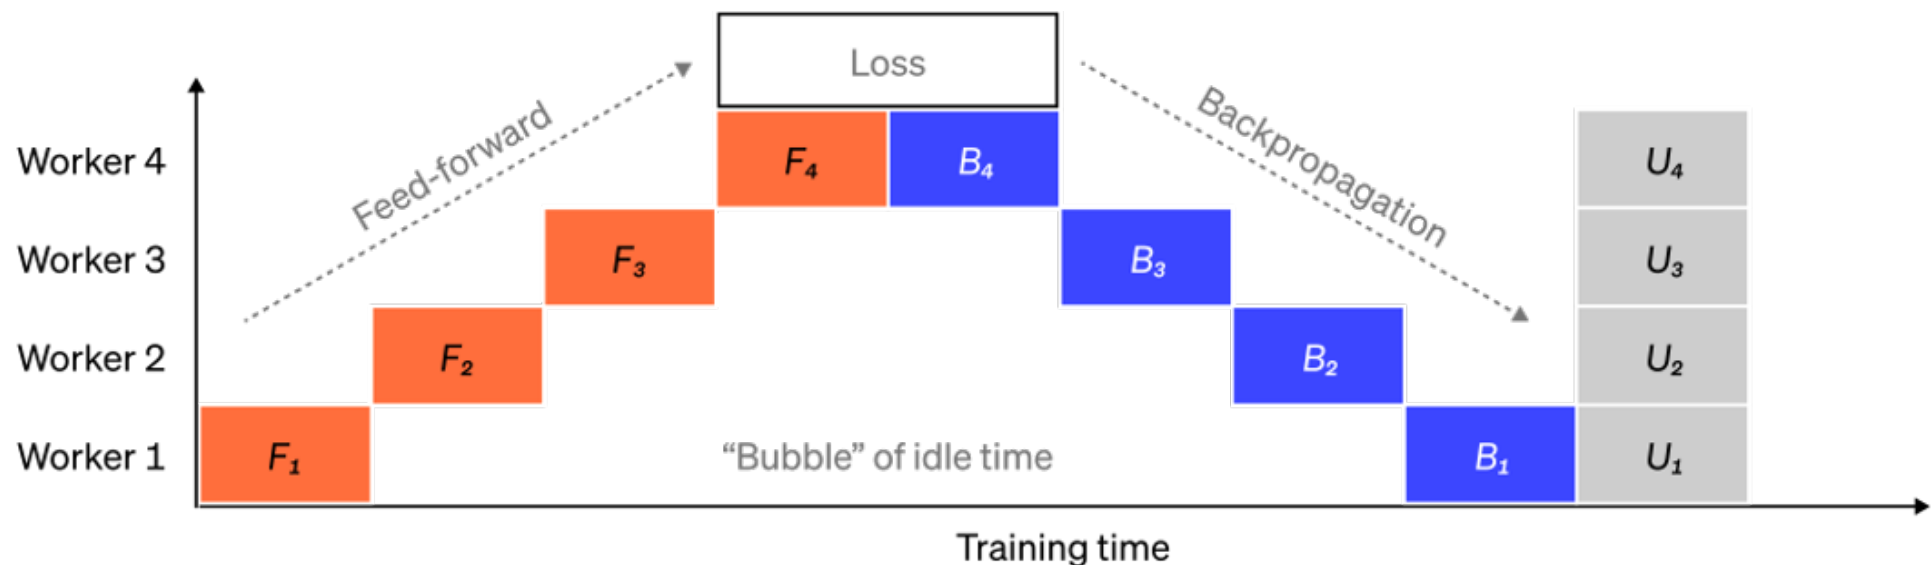 Loss
Feed-forward
Backpropagation
Worker 4
F₄
B₄
U₄
Worker 3
F₃
B₃
U₃
Worker 2
F₂
B₂
U₂
Worker 1
F₁
“Bubble” of idle time
B₁
U₁
Training time